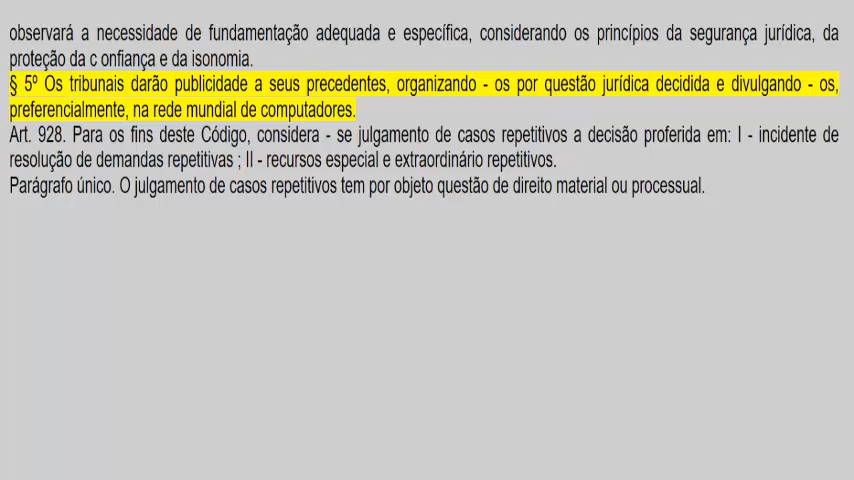 observará a necessidade de fundamentação adequada e específica, considerando os princípios da segurança jurídica, da
proteção da c onfiança e da isonomia.
§ 5º Os tribunais darão publicidade a seus precedentes, organizando - os por questão jurídica decidida e divulgando - os,
preferencialmente, na rede mundial de computadores.
Art. 928. Para os fins deste Código, considera - se julgamento de casos repetitivos a decisão proferida em: I - incidente de
resolução de demandas repetitivas ; II - recursos especial e extraordinário repetitivos.
Parágrafo único. O julgamento de casos repetitivos tem por objeto questão de direito material ou processual.